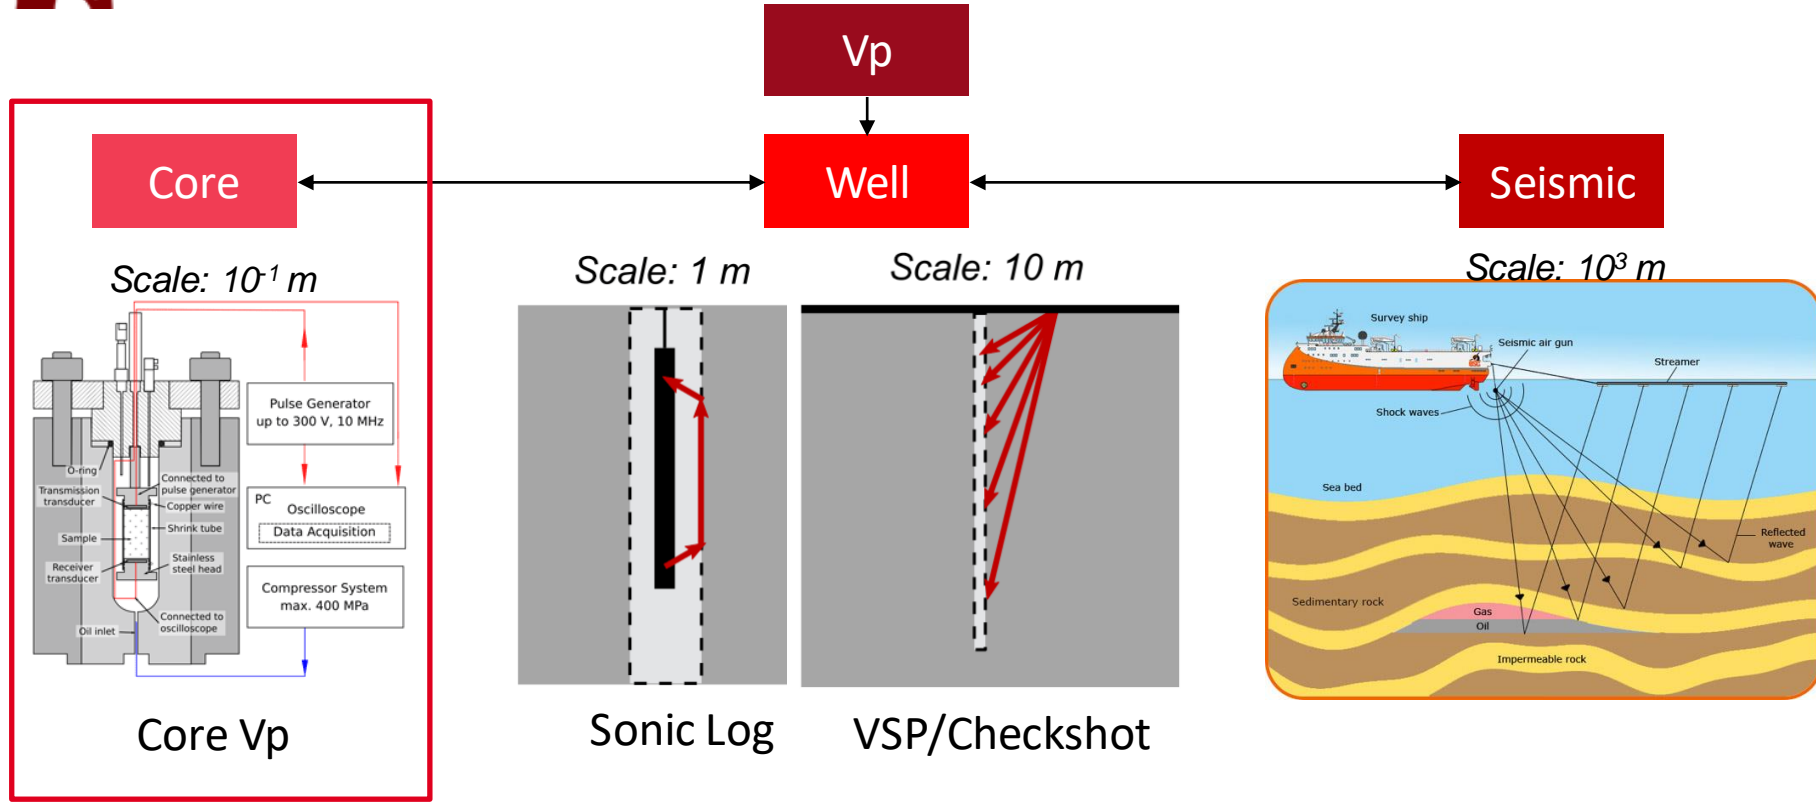 Vp
Core
Well
Seismic
Scale: 10⁻¹ m
Scale: 1 m
Scale: 10 m
Scale: 10³ m
Pulse Generator
up to 300 V, 10 MHz
O-ring
Transmission
transducer
Connected to
pulse generator
Copper wire
Shrink tube
Sample
Receiver
transducer
Stainless
steel head
Connected to
oscilloscope
Oil inlet
PC
Oscilloscope
Data Acquisition
Compressor System
max. 400 MPa
Core Vp
Sonic Log
VSP/Checkshot
Survey ship
Seismic air gun
Streamer
Shock waves
Sea bed
Reflected
wave
Sedimentary rock
Gas
Oil
Impermeable rock